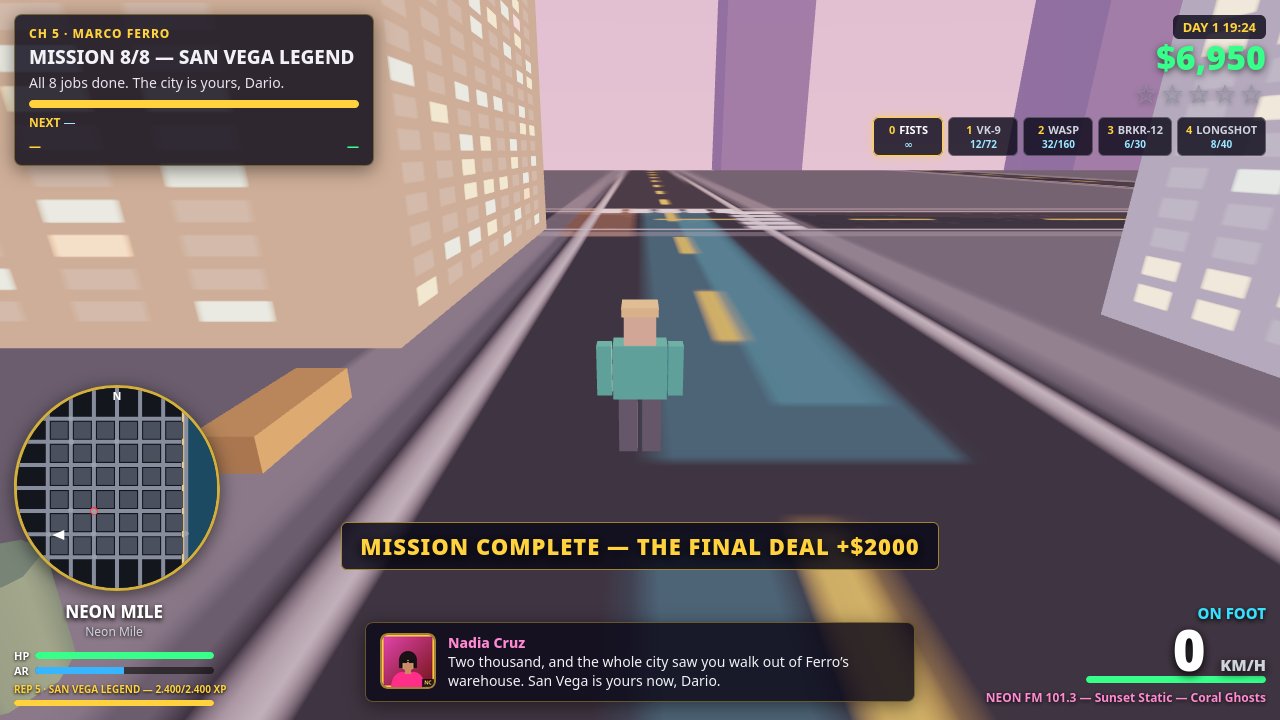 CH 5 · MARCO FERRO
MISSION 8/8 — SAN VEGA LEGEND
All 8 jobs done. The city is yours, Dario.
NEXT —
— —
DAY 1 19:24
$6,950
☆ ☆ ☆ ☆ ☆
0 FISTS
∞
1 VK-9
12/72
2 WASP
32/160
3 BRKR-12
6/30
4 LONGSHOT
8/40
N
NEON MILE
Neon Mile
HP
AR
REP 5 · SAN VEGA LEGEND — 2.400/2.400 XP
MISSION COMPLETE — THE FINAL DEAL +$2000
NC
Nadia Cruz
Two thousand, and the whole city saw you walk out of Ferro’s
warehouse. San Vega is yours now, Dario.
ON FOOT
0 KM/H
NEON FM 101.3 — Sunset Static — Coral Ghosts